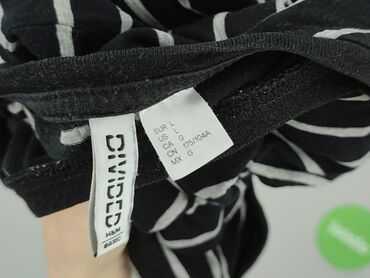 DIVIDED
H&M
BASIC
EUR L
US L
CA G
CN 175/104A
MX G